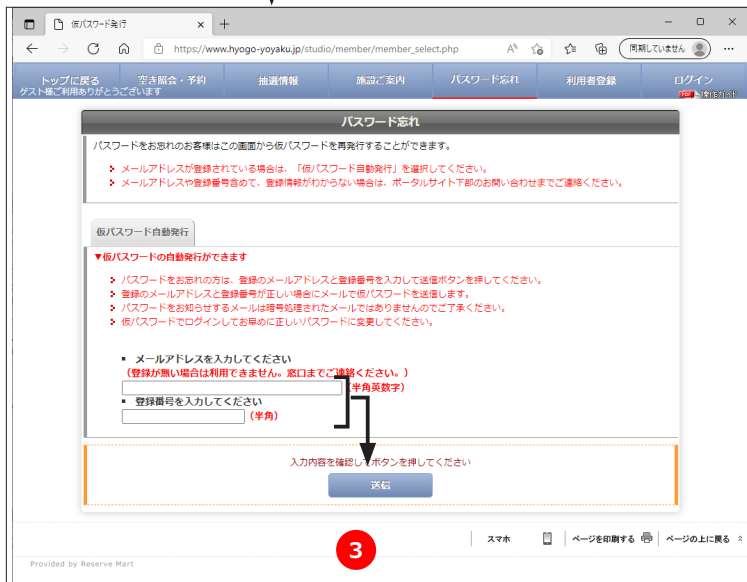 仮パスワード発行
https://www.hyogo-yoyaku.jp/studio/member/member_select.php
同期していません
トップに戻る 空き照会・予約 抽選情報 施設ご案内 パスワード忘れ 利用者登録 ログイン
ゲスト様ご利用ありがとうございます
操作ガイド
パスワード忘れ
パスワードをお忘れのお客様はこの画面から仮パスワードを再発行することができます。
メールアドレスが登録されている場合は、「仮パスワード自動発行」を選択してください。
メールアドレスや登録番号含めて、登録情報がわからない場合は、ポータルサイト下部のお問い合わせまでご連絡ください。
仮パスワード自動発行
▼仮パスワードの自動発行ができます
パスワードをお忘れの方は、登録のメールアドレスと登録番号を入力して送信ボタンを押してください。
登録のメールアドレスと登録番号が正しい場合にメールで仮パスワードを送信します。
パスワードをお知らせするメールは暗号処理されたメールではありませんのでご了承ください。
仮パスワードでログインしてお早めに正しいパスワードに変更してください。
メールアドレスを入力してください
(登録が無い場合は利用できません。窓口までご連絡ください。)
(半角英数字)
登録番号を入力してください
(半角)
入力内容を確認してボタンを押してください
送信
3
スマホ ページを印刷する ページの上に戻る
Provided by Reserve Mart